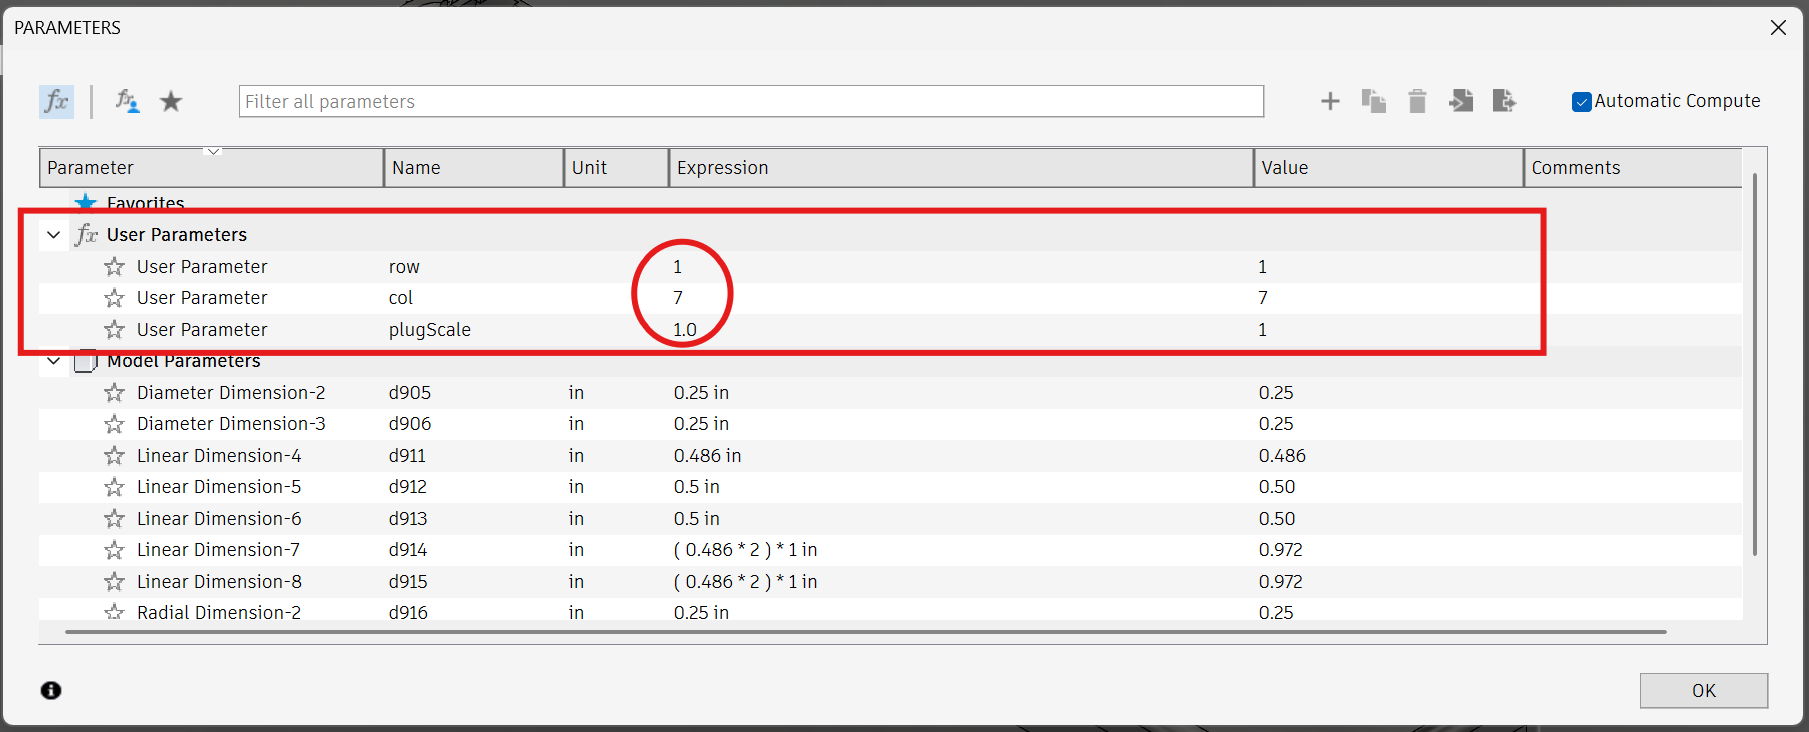 PARAMETERS
fx Filter all parameters Automatic Compute
Parameter Name Unit Expression Value Comments
Favorites
fx User Parameters
User Parameter row 1 1
User Parameter col 7 7
User Parameter plugScale 1.0 1
Model Parameters
Diameter Dimension-2 d905 in 0.25 in 0.25
Diameter Dimension-3 d906 in 0.25 in 0.25
Linear Dimension-4 d911 in 0.486 in 0.486
Linear Dimension-5 d912 in 0.5 in 0.50
Linear Dimension-6 d913 in 0.5 in 0.50
Linear Dimension-7 d914 in ( 0.486 * 2 ) * 1 in 0.972
Linear Dimension-8 d915 in ( 0.486 * 2 ) * 1 in 0.972
Radial Dimension-2 d916 in 0.25 in 0.25
OK